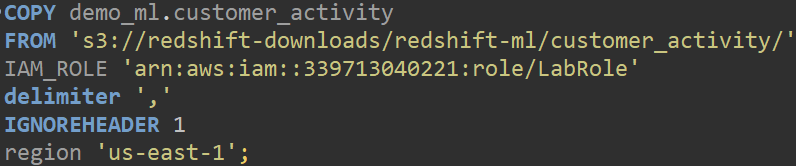 COPY demo_ml.customer_activity
FROM 's3://redshift-downloads/redshift-ml/customer_activity/'
IAM_ROLE 'arn:aws:iam::339713040221:role/LabRole'
delimiter ','
IGNOREHEADER 1
region 'us-east-1';